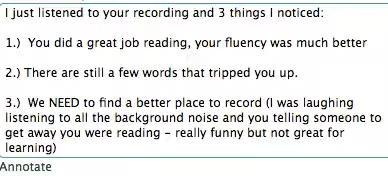 I just listened to your recording and 3 things I noticed:
1.)  You did a great job reading, your fluency was much better
2.) There are still a few words that tripped you up.
3.)  We NEED to find a better place to record (I was laughing
listening to all the background noise and you telling someone to
get away you were reading – really funny but not great for
learning)
Annotate